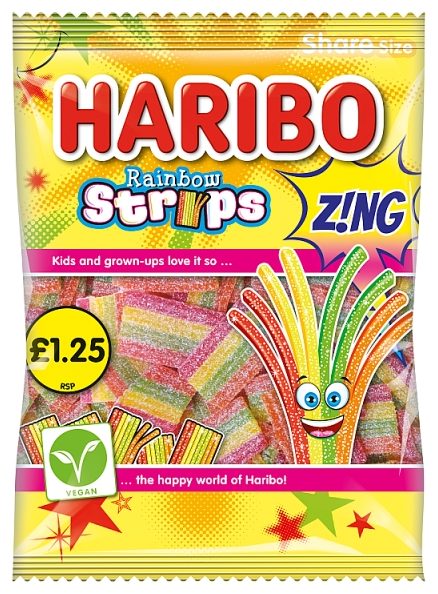 Share Size
HARIBO
Rainbow
Strips
Z!NG
Kids and grown-ups love it so ...
£1.25
RSP
VEGAN
... the happy world of Haribo!